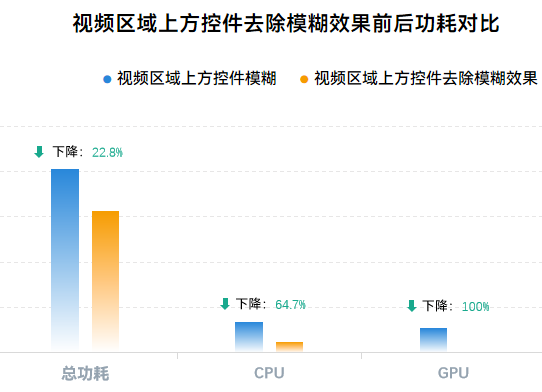 视频区域上方控件去除模糊效果前后功耗对比
视频区域上方控件模糊 视频区域上方控件去除模糊效果
下降：22.8%
下降：64.7%
下降：100%
总功耗 CPU GPU